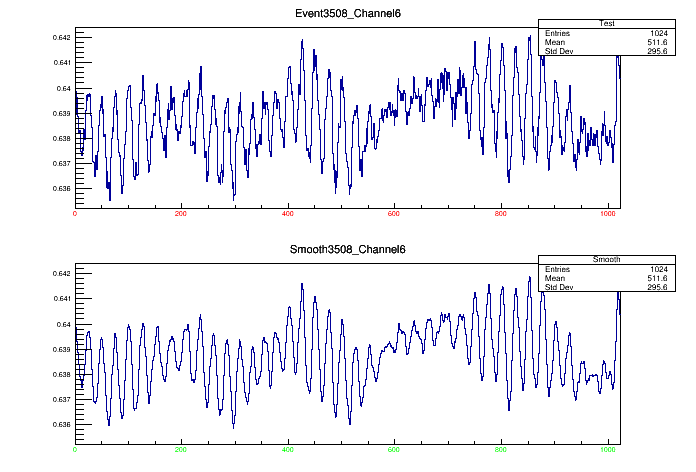 Event3508_Channel6
Test
Entries 1024
Mean 511.6
Std Dev 295.6
0.642
0.641
0.64
0.639
0.638
0.637
0.636
0 200 400 600 800 1000
Smooth3508_Channel6
Smooth
Entries 1024
Mean 511.6
Std Dev 295.6
0.642
0.641
0.64
0.639
0.638
0.637
0.636
0 200 400 600 800 1000